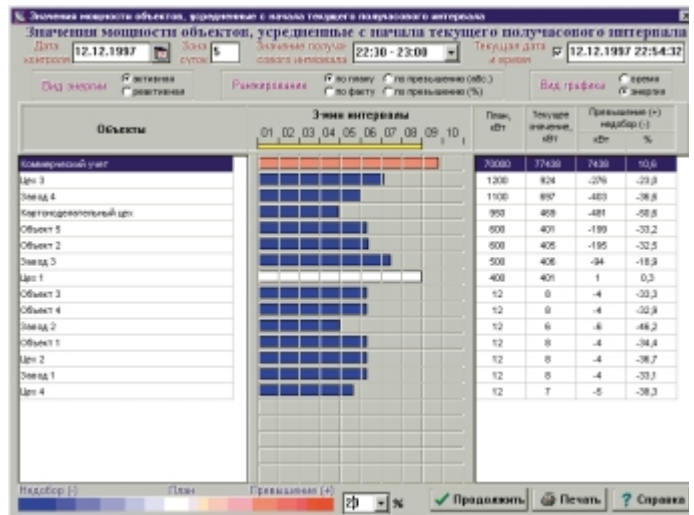 Значения мощности объектов, усредненные с начала текущего получасового интервала
Значения мощности объектов, усредненные с начала текущего получасового интервала
Дата контроля 12.12.1997 Зона суток 5 Значение получасового интервала 22:30 - 23:00 Текущая дата и время 12.12.1997 22:54:32
Вид энергии активная реактивная Ранжирование по плану по превышению (абс.) по факту по превышению (%) Вид графика время энергия
Объекты 3-мин интервалы План, кВт Текущее значение, кВт Превышение (+) недобор (-) кВт %
01 02 03 04 05 06 07 08 09 10
Коммерческий учет 70000 77438 7438 10,6
Цех 3 1200 924 -276 -23,0
Завод 4 1100 697 -403 -36,6
Картоноделательный цех 950 469 -481 -50,6
Объект 5 600 401 -199 -33,2
Объект 2 600 405 -195 -32,5
Завод 3 500 406 -94 -18,9
Цех 1 400 401 1 0,3
Объект 3 12 8 -4 -33,3
Объект 4 12 8 -4 -32,9
Завод 2 12 6 -6 -46,2
Объект 1 12 8 -4 -34,4
Цех 2 12 8 -4 -36,7
Завод 1 12 8 -4 -33,1
Цех 4 12 7 -5 -38,3
Недобор (-) План Превышение (+)
20 % Продолжить Печать Справка